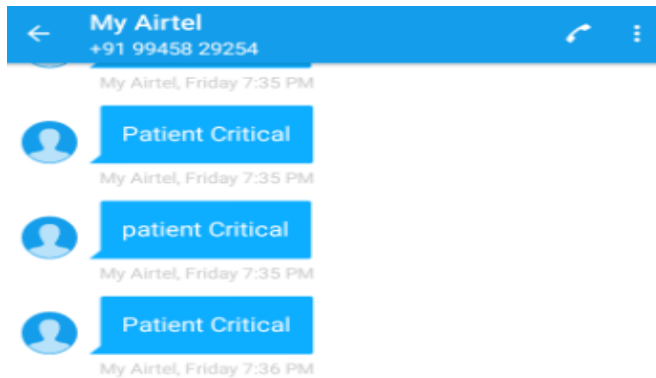 My Airtel
+91 99458 29254
My Airtel, Friday 7:35 PM
Patient Critical
My Airtel, Friday 7:35 PM
patient Critical
My Airtel, Friday 7:35 PM
Patient Critical
My Airtel, Friday 7:36 PM